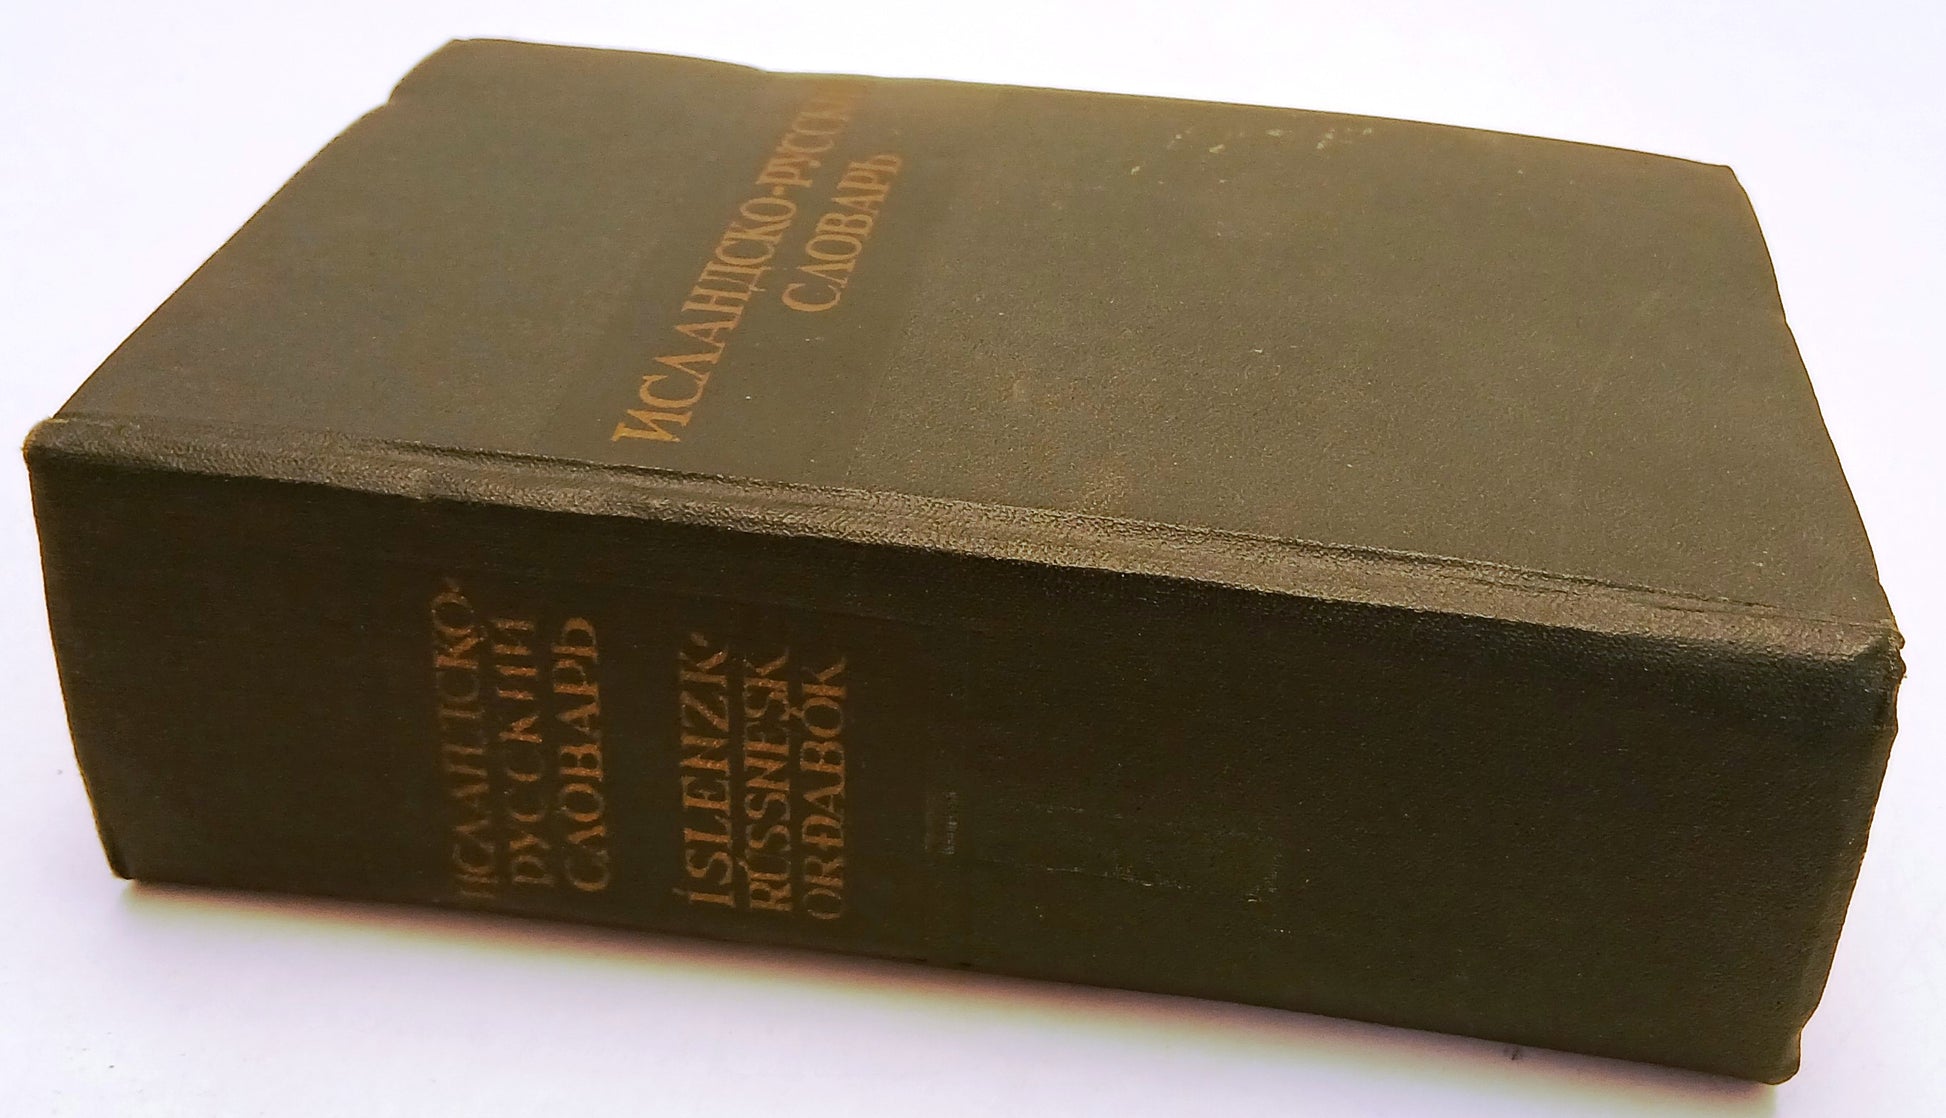 ИСЛАНДСКО-РУССКИЙ
СЛОВАРЬ
ИСЛАНДСКО-
РУССКИЙ
СЛОВАРЬ
ÍSLENZK-
RÚSSNESK
ORÐABÓK